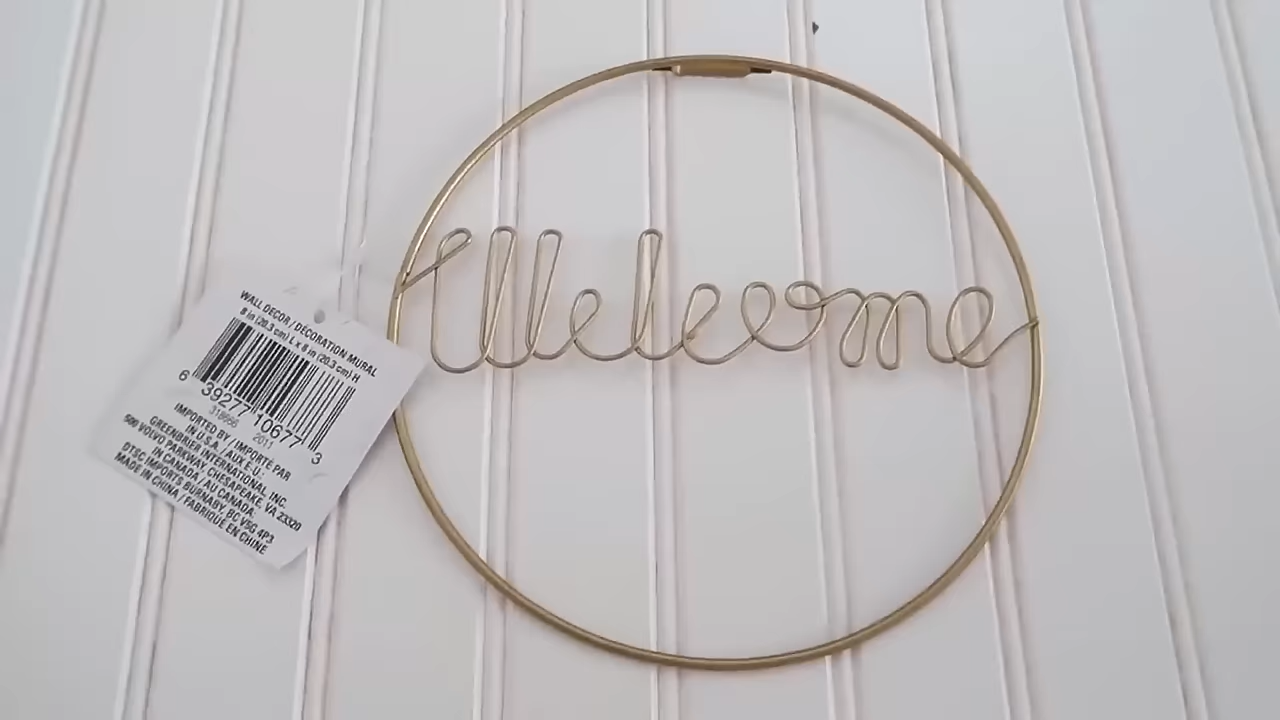 Welcome
WALL DECOR / DÉCORATION MURAL
8 in (20.3 cm) L x 8 in (20.3 cm) H
6 39277 10677 3
318666 2011
IMPORTED BY / IMPORTÉ PAR
IN U.S.A. / AUX E.U.:
GREENBRIER INTERNATIONAL, INC.
500 VOLVO PARKWAY, CHESAPEAKE, VA 23320
IN CANADA / AU CANADA:
DTSC IMPORTS BURNABY, BC V5G 4P3
MADE IN CHINA / FABRIQUÉ EN CHINE